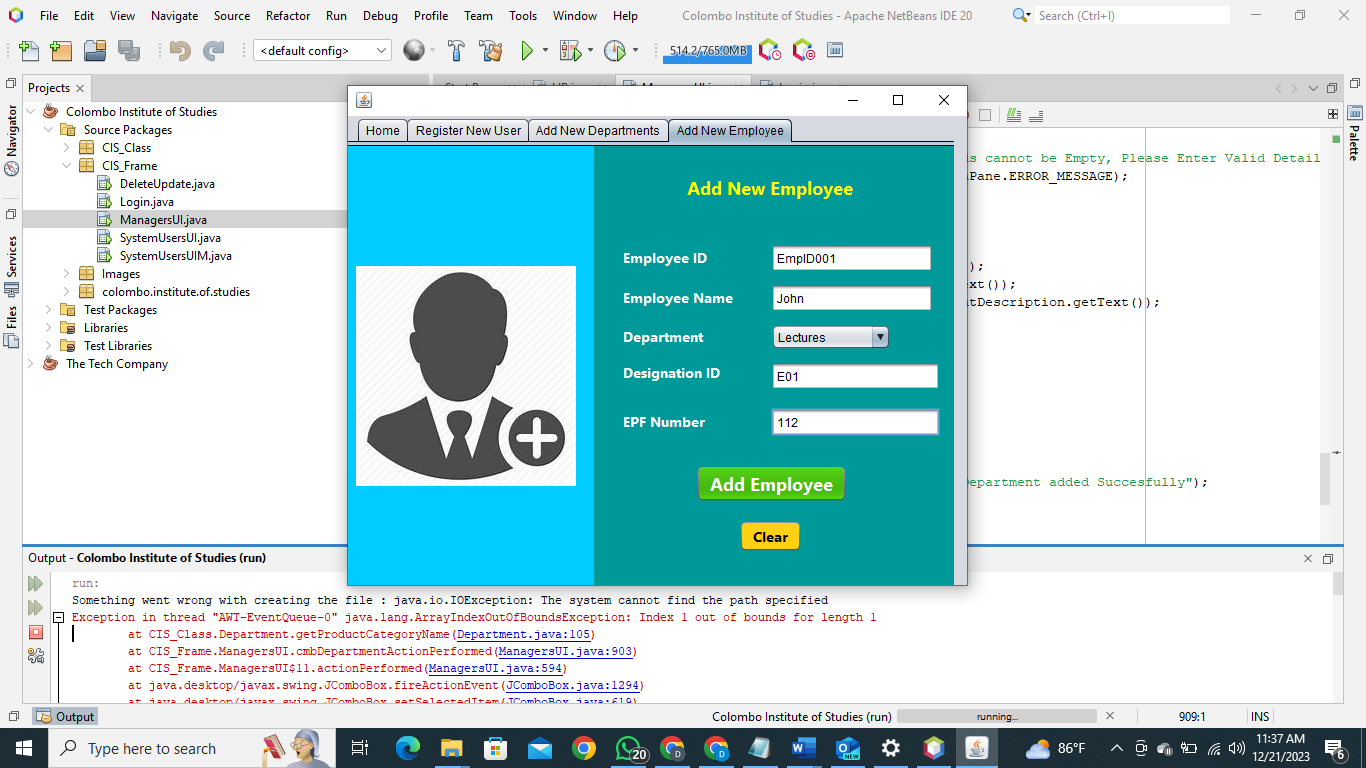 File Edit View Navigate Source Refactor Run Debug Profile Team Tools Window Help
Colombo Institute of Studies - Apache NetBeans IDE 20
Search (Ctrl+I)
<default config>
514.2/765.0MB
Projects
Navigator
Services
Files
Palette
Colombo Institute of Studies
Source Packages
CIS_Class
CIS_Frame
DeleteUpdate.java
Login.java
ManagersUI.java
SystemUsersUI.java
SystemUsersUIM.java
Images
colombo.institute.of.studies
Test Packages
Libraries
Test Libraries
The Tech Company
Home Register New User Add New Departments Add New Employee
Add New Employee
Employee ID EmpID001
Employee Name John
Department Lectures
Designation ID E01
EPF Number 112
Add Employee
Clear
s cannot be Empty, Please Enter Valid Detail
Pane.ERROR_MESSAGE);
);
xt());
tDescription.getText());
epartment added Succesfully");
Output - Colombo Institute of Studies (run)
run:
Something went wrong with creating the file : java.io.IOException: The system cannot find the path specified
Exception in thread "AWT-EventQueue-0" java.lang.ArrayIndexOutOfBoundsException: Index 1 out of bounds for length 1
at CIS_Class.Department.getProductCategoryName(Department.java:105)
at CIS_Frame.ManagersUI.cmbDepartmentActionPerformed(ManagersUI.java:903)
at CIS_Frame.ManagersUI$11.actionPerformed(ManagersUI.java:594)
at java.desktop/javax.swing.JComboBox.fireActionEvent(JComboBox.java:1294)
at java.desktop/javax.swing.JComboBox.setSelectedItem(JComboBox.java:619)
Output
Colombo Institute of Studies (run) running... 909:1 INS
Type here to search
20
86°F
11:37 AM
12/21/2023
6